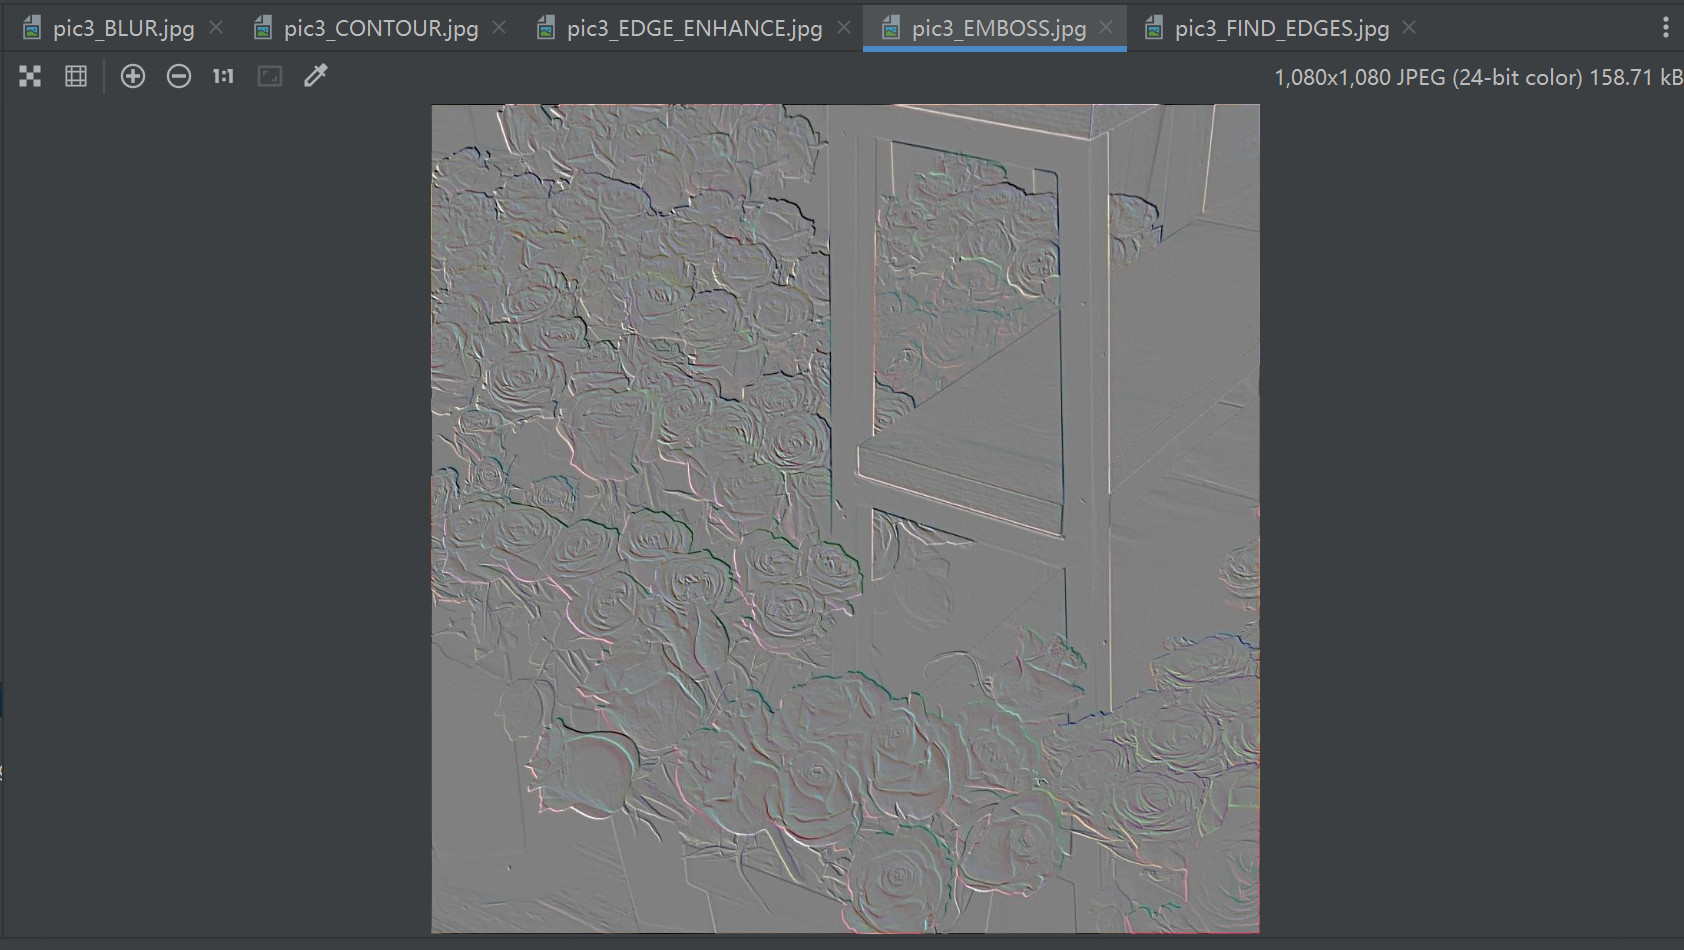 pic3_BLUR.jpg pic3_CONTOUR.jpg pic3_EDGE_ENHANCE.jpg pic3_EMBOSS.jpg pic3_FIND_EDGES.jpg
1:1 1,080x1,080 JPEG (24-bit color) 158.71 kB